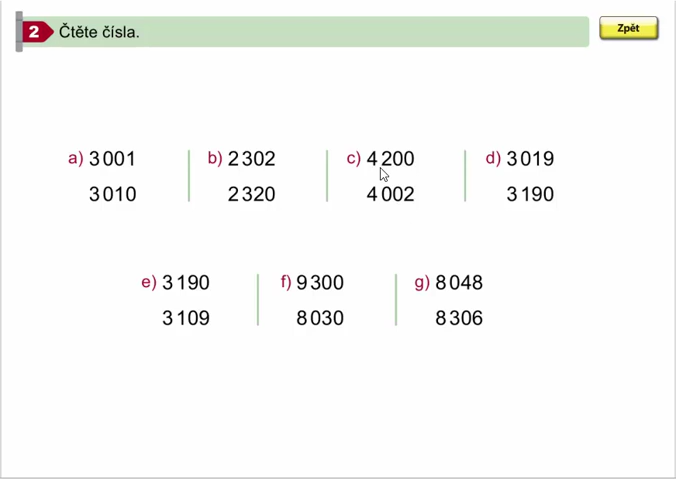 2 Čtěte čísla.
Zpět
a) 3 001 b) 2 302 c) 4 200 d) 3 019
3 010 2 320 4 002 3 190
e) 3 190 f) 9 300 g) 8 048
3 109 8 030 8 306